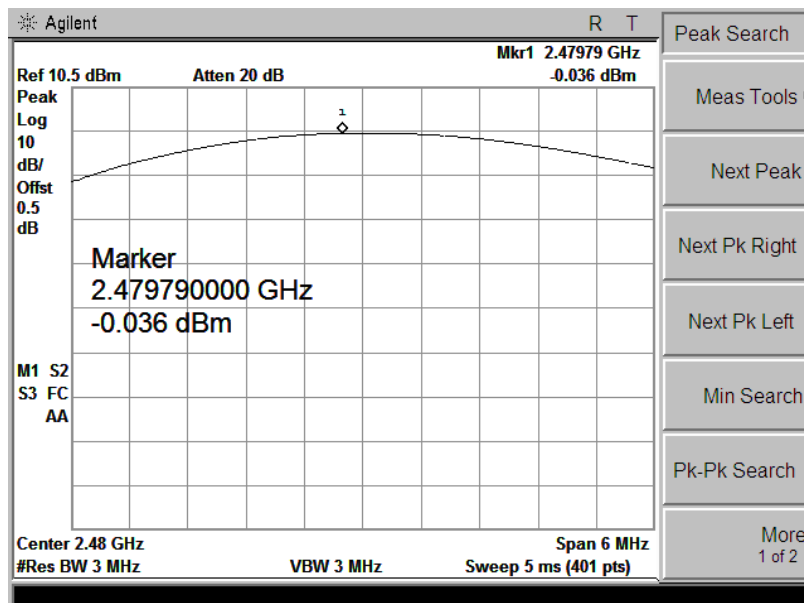 Agilent R T
Mkr1 2.47979 GHz
Ref 10.5 dBm Atten 20 dB -0.036 dBm
Peak
Log
10
dB/
Offst
0.5
dB
1
Marker
2.479790000 GHz
-0.036 dBm
M1 S2
S3 FC
AA
Center 2.48 GHz Span 6 MHz
#Res BW 3 MHz VBW 3 MHz Sweep 5 ms (401 pts)
Peak Search
Meas Tools
Next Peak
Next Pk Right
Next Pk Left
Min Search
Pk-Pk Search
More
1 of 2